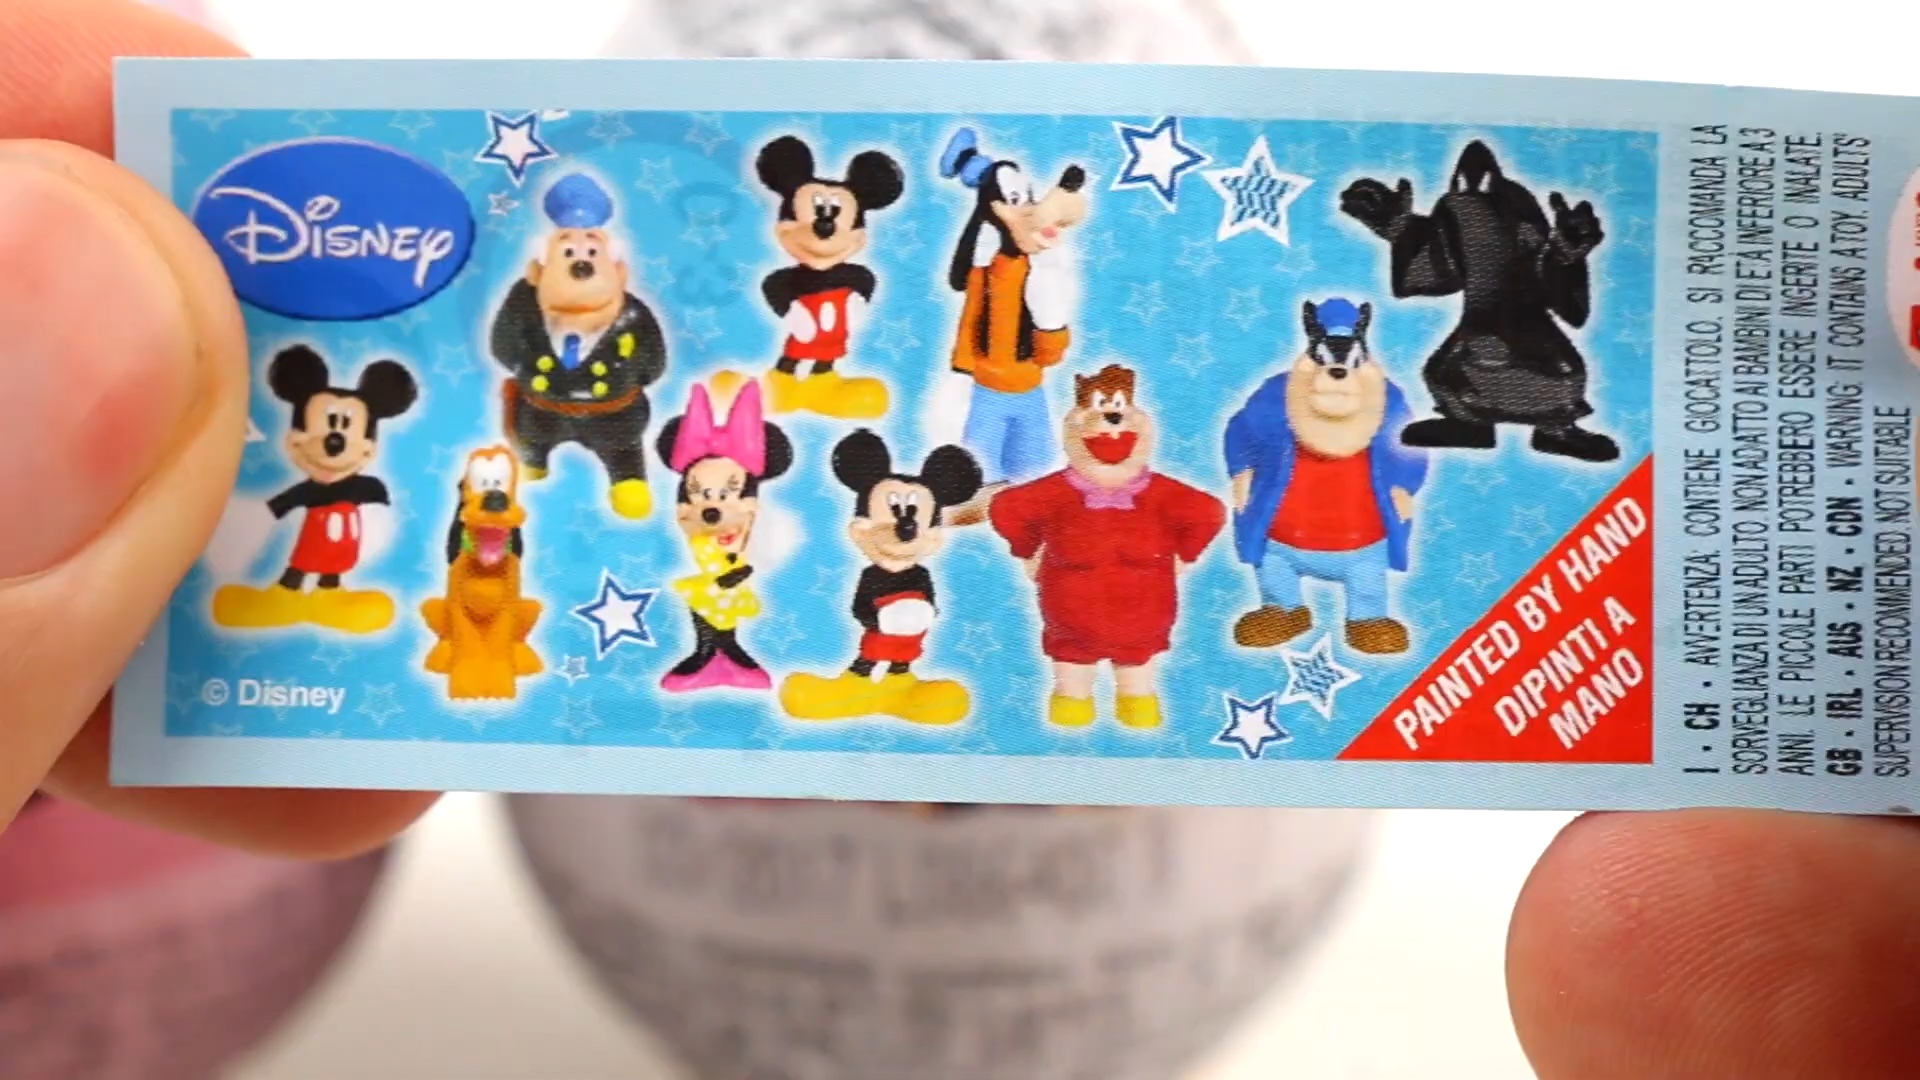 Disney
© Disney
PAINTED BY HAND
DIPINTI A
MANO
I • CH • AVERTENZA: CONTIENE GIOCATTOLO. SI RACCOMANDA LA
SORVEGLIANZA DI UN ADULTO. NON ADATTO AI BAMBINI DI ETÀ INFERIORE A 3
ANNI. LE PICCOLE PARTI POTREBBERO ESSERE INGERITE O INALATE.
GB • IRL • AUS • NZ • CDN • WARNING: IT CONTAINS A TOY. ADULTS'
SUPERVISION RECOMMENDED. NOT SUITABLE